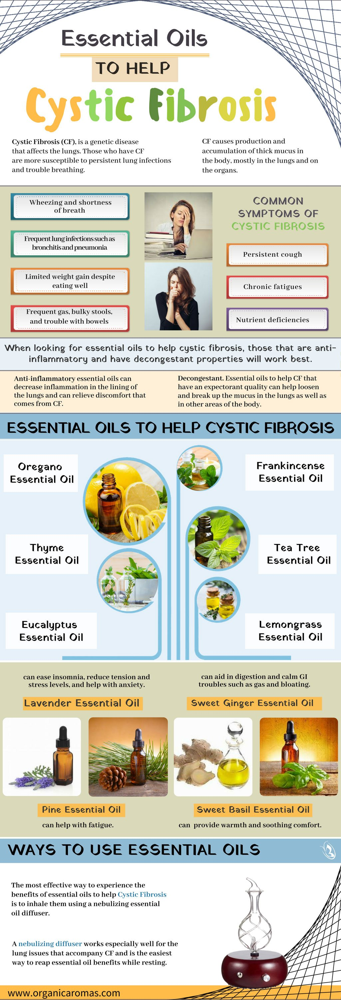 Essential Oils
TO HELP
Cystic Fibrosis
Cystic Fibrosis (CF), is a genetic disease
that affects the lungs. Those who have CF
are more susceptible to persistent lung infections
and trouble breathing.
CF causes production and
accumulation of thick mucus in
the body, mostly in the lungs and on
the organs.
Wheezing and shortness
of breath
Frequent lung infections such as
bronchitis and pneumonia
Limited weight gain despite
eating well
Frequent gas, bulky stools,
and trouble with bowels
COMMON
SYMPTOMS OF
CYSTIC FIBROSIS
Persistent cough
Chronic fatigues
Nutrient deficiencies
When looking for essential oils to help cystic fibrosis, those that are anti-
inflammatory and have decongestant properties will work best.
Anti-inflammatory essential oils can
decrease inflammation in the lining of
the lungs and can relieve discomfort that
comes from CF.
Decongestant. Essential oils to help CF that
have an expectorant quality can help loosen
and break up the mucus in the lungs as well as
in other areas of the body.
ESSENTIAL OILS TO HELP CYSTIC FIBROSIS
Oregano
Essential Oil
Frankincense
Essential Oil
Thyme
Essential Oil
Tea Tree
Essential Oil
Eucalyptus
Essential Oil
Lemongrass
Essential Oil
can ease insomnia, reduce tension and
stress levels, and help with anxiety.
Lavender Essential Oil
can aid in digestion and calm GI
troubles such as gas and bloating.
Sweet Ginger Essential Oil
Pine Essential Oil
can help with fatigue.
Sweet Basil Essential Oil
can provide warmth and soothing comfort.
WAYS TO USE ESSENTIAL OILS
The most effective way to experience the
benefits of essential oils to help Cystic Fibrosis
is to inhale them using a nebulizing essential
oil diffuser.
A nebulizing diffuser works especially well for the
lung issues that accompany CF and is the easiest
way to reap essential oil benefits while resting.
www.organicaromas.com